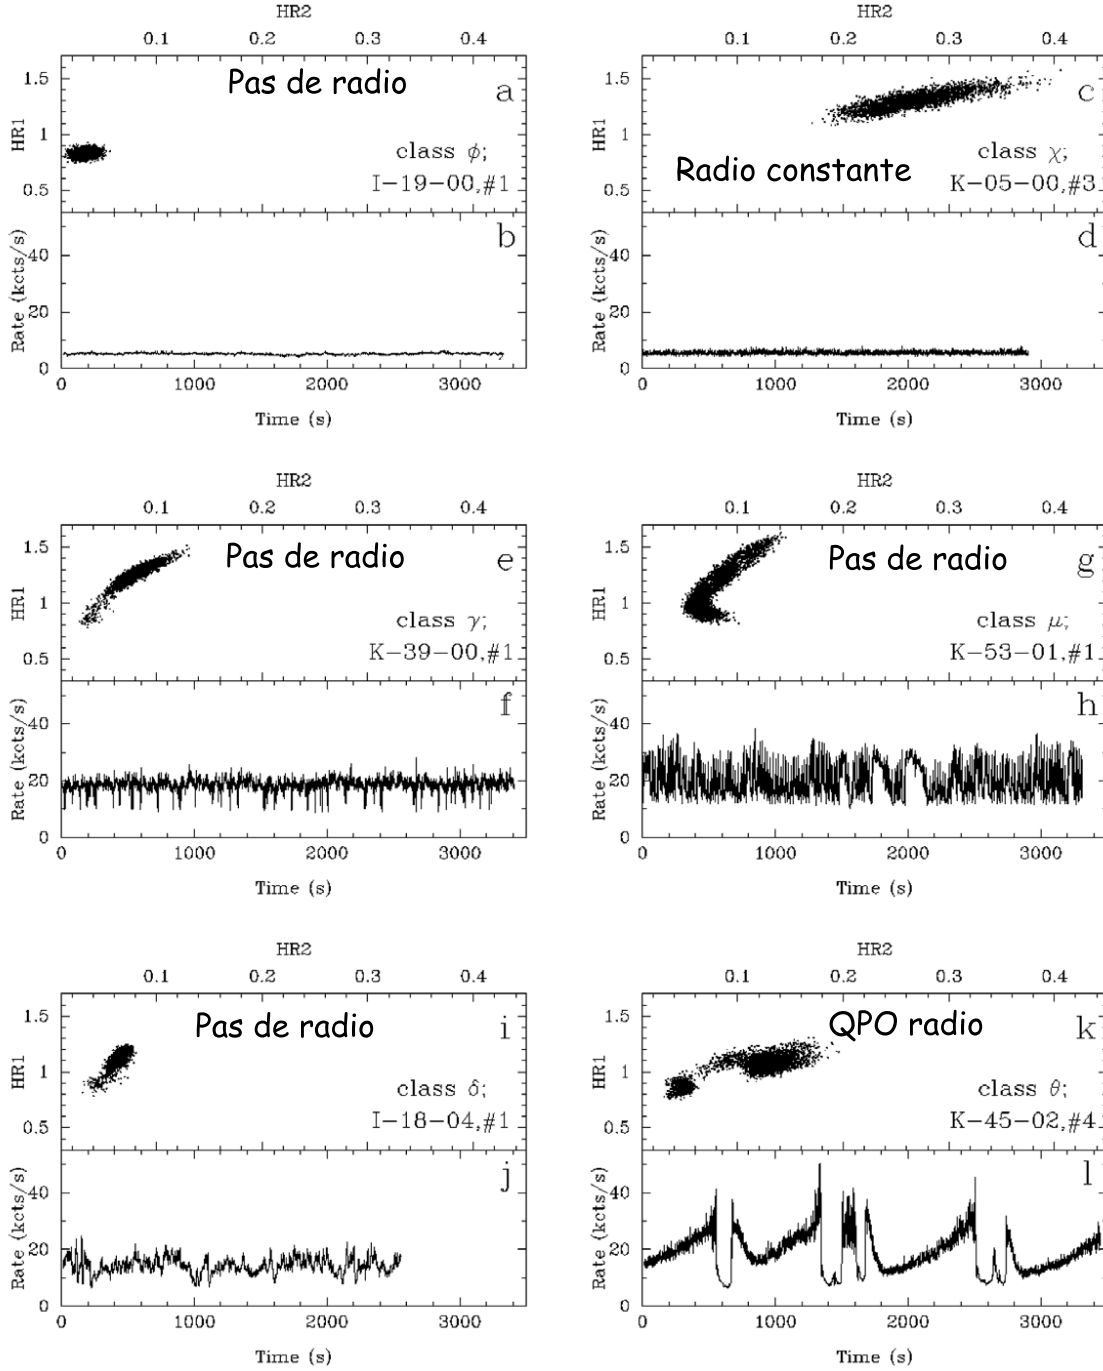 HR2
HR2
0.1 0.2 0.3 0.4
0.1 0.2 0.3 0.4
1.5
1
0.5
HR1
Pas de radio
a
class ϕ;
I-19-00,#1
1.5
1
0.5
HR1
c
class χ;
Radio constante
K-05-00,#3
40
20
0
Rate (kcts/s)
b
0 1000 2000 3000
Time (s)
40
20
0
Rate (kcts/s)
d
0 1000 2000 3000
Time (s)
HR2
HR2
0.1 0.2 0.3 0.4
0.1 0.2 0.3 0.4
1.5
1
0.5
HR1
Pas de radio
e
class γ;
K-39-00,#1
1.5
1
0.5
HR1
Pas de radio
g
class μ;
K-53-01,#1
40
20
0
Rate (kcts/s)
f
0 1000 2000 3000
Time (s)
40
20
0
Rate (kcts/s)
h
0 1000 2000 3000
Time (s)
HR2
HR2
0.1 0.2 0.3 0.4
0.1 0.2 0.3 0.4
1.5
1
0.5
HR1
Pas de radio
i
class δ;
I-18-04,#1
1.5
1
0.5
HR1
QPO radio
k
class θ;
K-45-02,#4
40
20
0
Rate (kcts/s)
j
0 1000 2000 3000
Time (s)
40
20
0
Rate (kcts/s)
l
0 1000 2000 3000
Time (s)